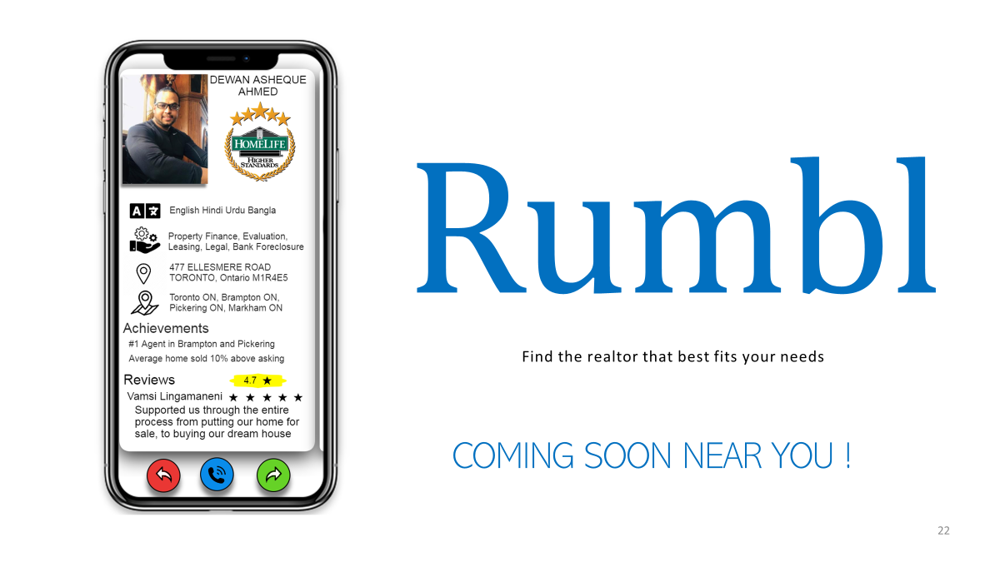 DEWAN ASHEQUE
AHMED
HOMELIFE
HIGHER
STANDARDS
A
English Hindi Urdu Bangla
Property Finance, Evaluation,
Leasing, Legal, Bank Foreclosure
477 ELLESMERE ROAD
TORONTO, Ontario M1R4E5
Toronto ON, Brampton ON,
Pickering ON, Markham ON
Achievements
#1 Agent in Brampton and Pickering
Average home sold 10% above asking
Reviews 4.7 ★
Vamsi Lingamaneni ★ ★ ★ ★ ★
Supported us through the entire
process from putting our home for
sale, to buying our dream house
Rumbl
Find the realtor that best fits your needs
COMING SOON NEAR YOU !
22